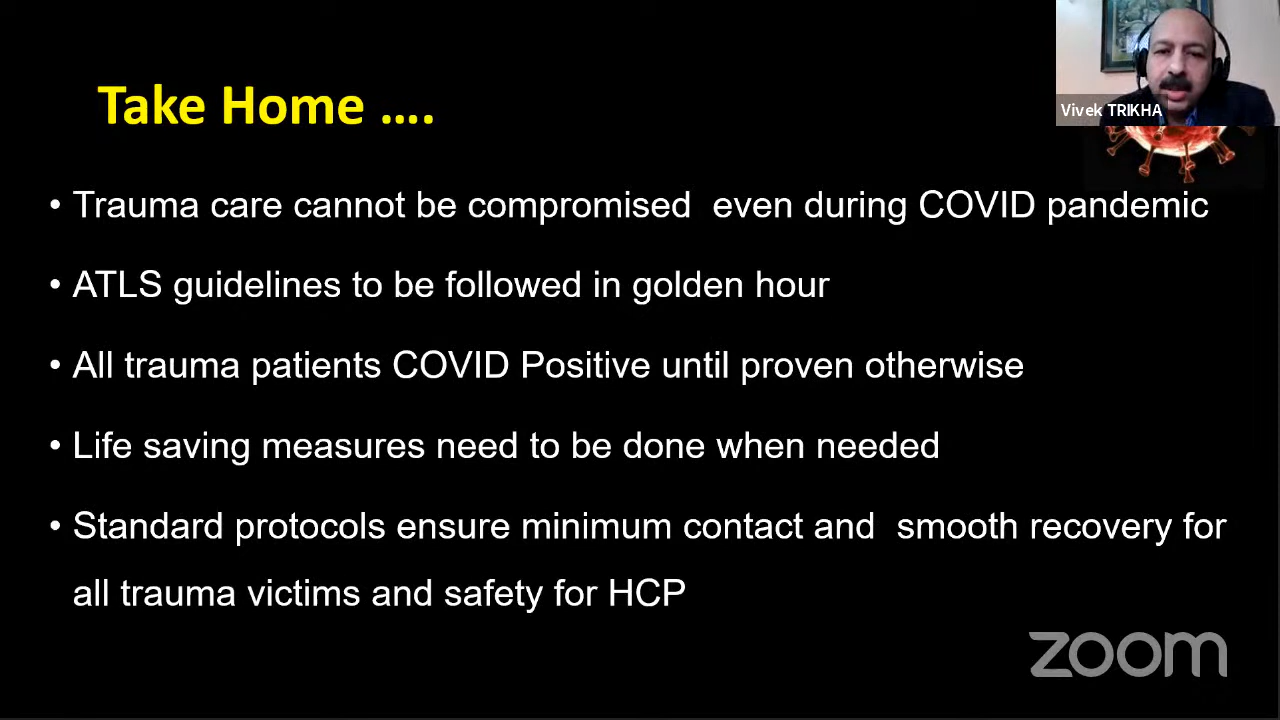 Take Home ….
Vivek TRIKHA
• Trauma care cannot be compromised even during COVID pandemic
• ATLS guidelines to be followed in golden hour
• All trauma patients COVID Positive until proven otherwise
• Life saving measures need to be done when needed
• Standard protocols ensure minimum contact and smooth recovery for
all trauma victims and safety for HCP
zoom